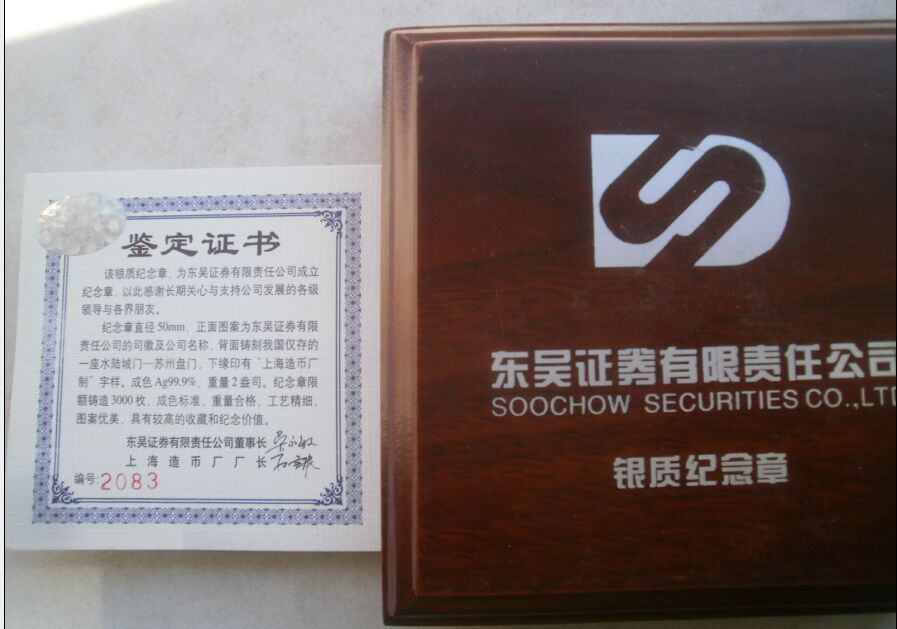 鉴定证书
该银质纪念章，为东吴证券有限责任公司成立
纪念章，以此感谢长期关心与支持公司发展的各级
领导与各界朋友。
纪念章直径50mm，正面图案为东吴证券有限
责任公司的司徽及公司名称，背面铸刻我国仅存的
一座水陆城门—苏州盘门，下缘印有“上海造币厂
制”字样。成色Ag99.9%，重量2盎司。纪念章限
额铸造3000枚，成色标准，重量合格，工艺精细，
图案优美，具有较高的收藏和纪念价值。
东吴证券有限责任公司董事长
上海造币厂厂长
编号:2083
东吴证券有限责任公司
SOOCHOW SECURITIES CO.,LTD
银质纪念章